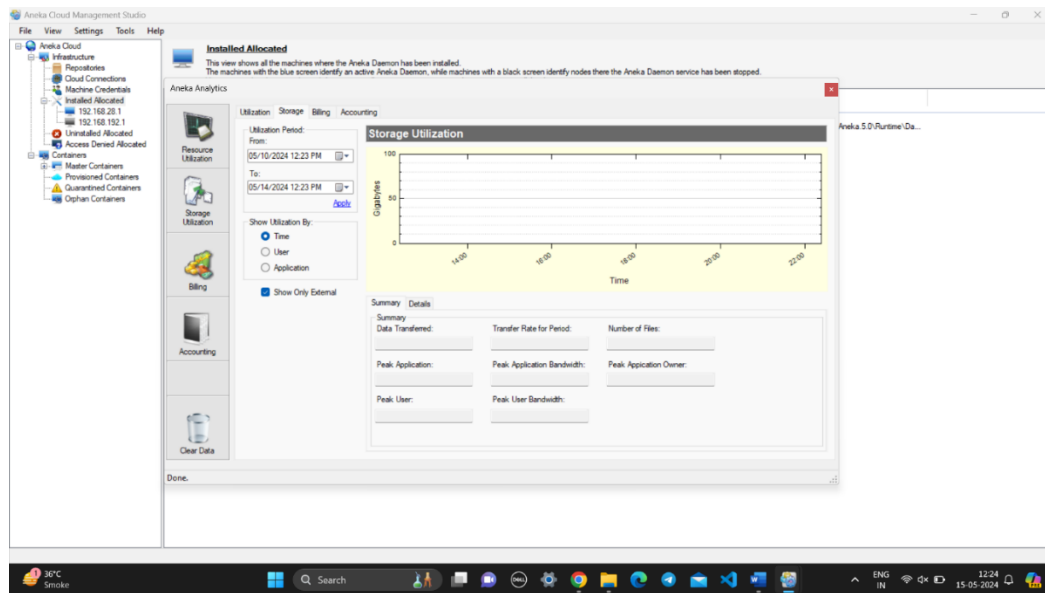 Aneka Cloud Management Studio
File View Settings Tools Help
Aneka Cloud
Infrastructure
Repositories
Cloud Connections
Machine Credentials
Installed Allocated
192.168.28.1
192.168.192.1
Uninstalled Allocated
Access Denied Allocated
Containers
Master Containers
Provisioned Containers
Quarantined Containers
Orphan Containers
Installed Allocated
This view shows all the machines where the Aneka Daemon has been installed.
The machines with the blue screen identify an active Aneka Daemon, while machines with a black screen identify nodes there the Aneka Daemon service has been stopped.
Aneka.5.0\Runtime\Da...
Aneka Analytics
Resource
Utilization
Storage
Utilization
Billing
Accounting
Clear Data
Utilization Storage Billing Accounting
Utilization Period:
From:
05/10/2024 12:23 PM
To:
05/14/2024 12:23 PM
Apply
Show Utilization By:
Time
User
Application
Show Only External
Storage Utilization
100
50
0
Gigabytes
14:00 16:00 18:00 20:00 22:00
Time
Summary Details
Summary
Data Transferred: Transfer Rate for Period: Number of Files:
Peak Application: Peak Application Bandwidth: Peak Appication Owner:
Peak User: Peak User Bandwidth:
Done.
1
36°C
Smoke
Search
DELL
W
ENG
IN
12:24
15-05-2024